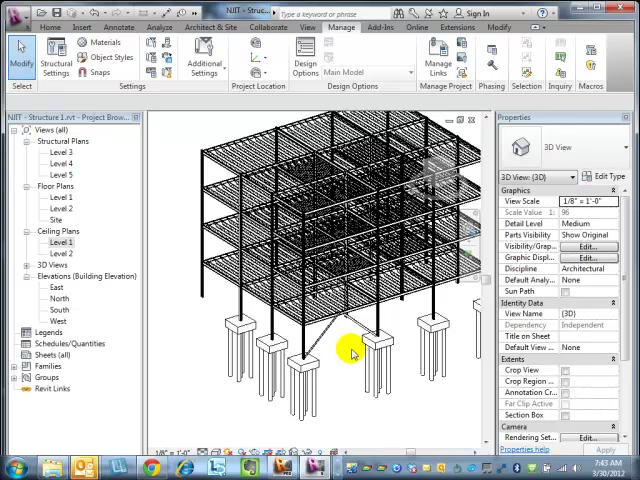 NJIT - Struc...
Type a keyword or phrase
Sign In
Home
Insert
Annotate
Analyze
Architect & Site
Collaborate
View
Manage
Add-Ins
Online
Extensions
Modify
Modify
Structural Settings
Materials
Object Styles
Snaps
Additional Settings
Design Options
Main Model
Manage Links
Select
Settings
Project Location
Design Options
Manage Project
Phasing
Selection
Inquiry
Macros
NJIT - Structure 1.rvt - Project Brow...
Views (all)
Structural Plans
Level 3
Level 4
Level 5
Floor Plans
Level 1
Level 2
Site
Ceiling Plans
Level 1
Level 2
3D Views
Elevations (Building Elevation)
East
North
South
West
Legends
Schedules/Quantities
Sheets (all)
Families
Groups
Revit Links
Properties
3D View
3D View: {3D}
Edit Type
Graphics
View Scale 1/8" = 1'-0"
Scale Value 1: 96
Detail Level Medium
Parts Visibility Show Original
Visibility/Grap... Edit...
Graphic Displ... Edit...
Discipline Architectural
Default Analy... None
Sun Path
Identity Data
View Name {3D}
Dependency Independent
Title on Sheet
Default View ... None
Extents
Crop View
Crop Region ...
Annotation Cr...
Far Clip Active
Section Box
Camera
Rendering Set... Edit...
Properties help
Apply
1/8" = 1'-0"
7:43 AM
3/30/2012